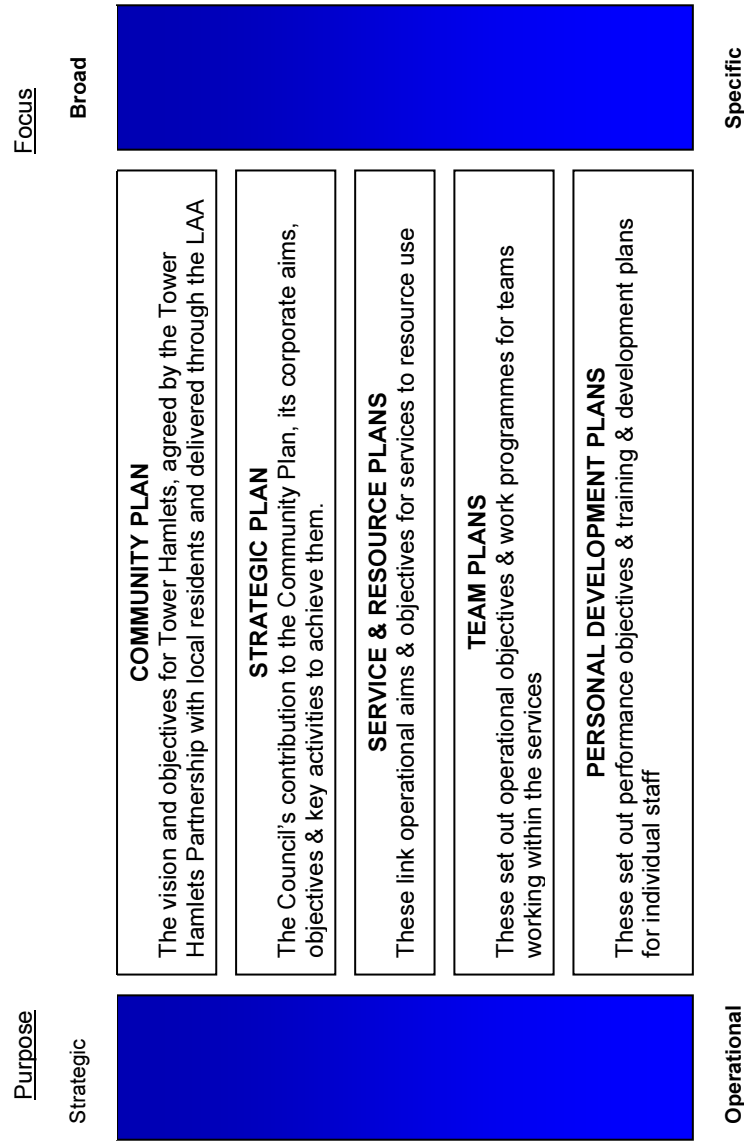 Purpose
Focus
Strategic
Broad
COMMUNITY PLAN
The vision and objectives for Tower Hamlets, agreed by the Tower
Hamlets Partnership with local residents and delivered through the LAA
STRATEGIC PLAN
The Council's contribution to the Community Plan, its corporate aims,
objectives & key activities to achieve them.
SERVICE & RESOURCE PLANS
These link operational aims & objectives for services to resource use
TEAM PLANS
These set out operational objectives & work programmes for teams
working within the services
PERSONAL DEVELOPMENT PLANS
These set out performance objectives & training & development plans
for individual staff
Operational
Specific